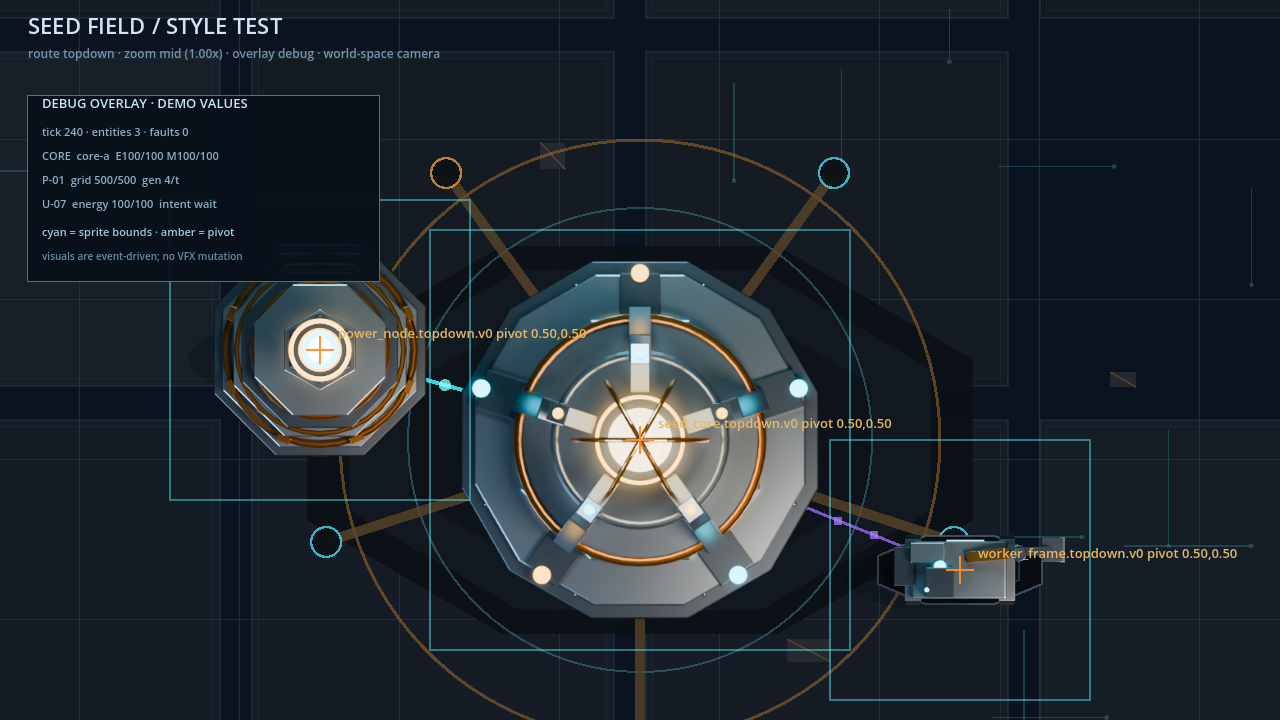 SEED FIELD / STYLE TEST
route topdown · zoom mid (1.00x) · overlay debug · world-space camera
DEBUG OVERLAY · DEMO VALUES
tick 240 · entities 3 · faults 0
CORE core-a E100/100 M100/100
P-01 grid 500/500 gen 4/t
U-07 energy 100/100 intent wait
cyan = sprite bounds · amber = pivot
visuals are event-driven; no VFX mutation
power_node.topdown.v0 pivot 0.50,0.50
seed_core.topdown.v0 pivot 0.50,0.50
worker_frame.topdown.v0 pivot 0.50,0.50